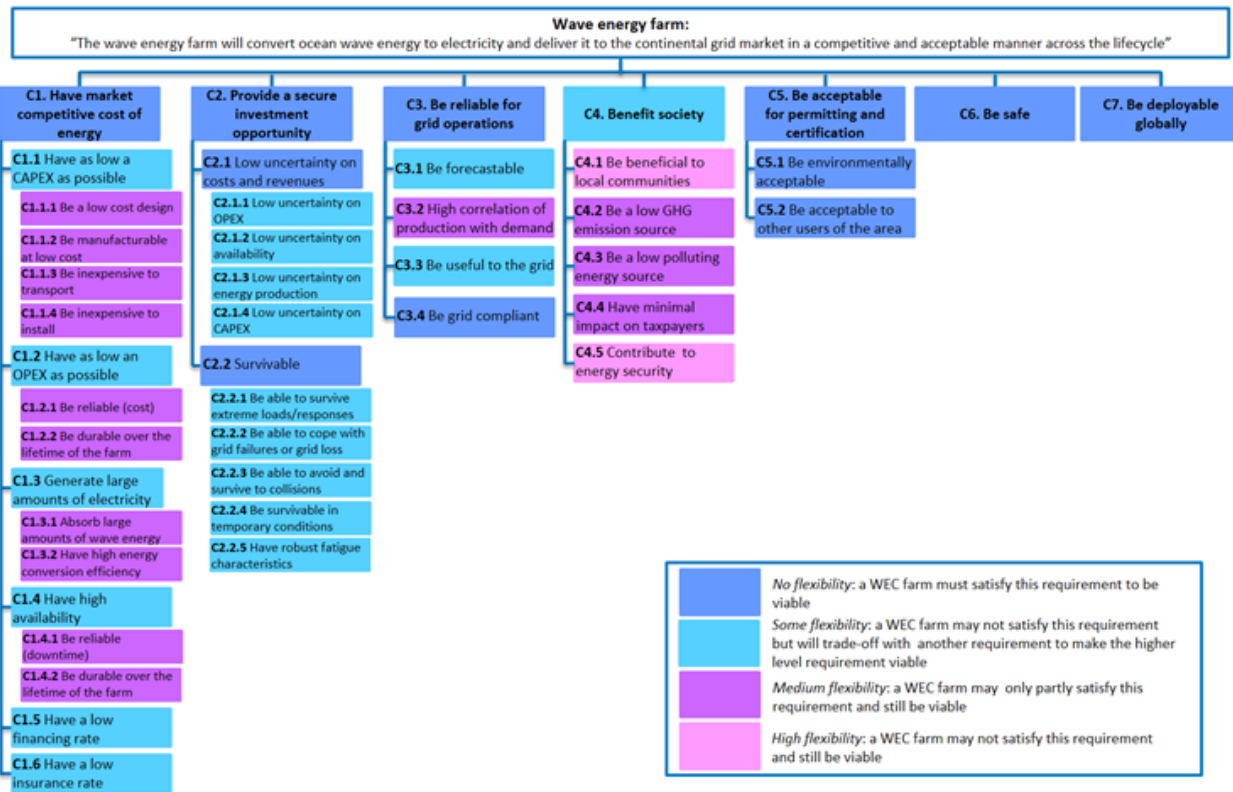 Wave energy farm:
"The wave energy farm will convert ocean wave energy to electricity and deliver it to the continental grid market in a competitive and acceptable manner across the lifecycle"
C1. Have market
competitive cost of
energy
C1.1 Have as low a
CAPEX as possible
C1.1.1 Be a low cost design
C1.1.2 Be manufacturable
at low cost
C1.1.3 Be inexpensive to
transport
C1.1.4 Be inexpensive to
install
C1.2 Have as low an
OPEX as possible
C1.2.1 Be reliable (cost)
C1.2.2 Be durable over the
lifetime of the farm
C1.3 Generate large
amounts of electricity
C1.3.1 Absorb large
amounts of wave energy
C1.3.2 Have high energy
conversion efficiency
C1.4 Have high
availability
C1.4.1 Be reliable
(downtime)
C1.4.2 Be durable over the
lifetime of the farm
C1.5 Have a low
financing rate
C1.6 Have a low
insurance rate
C2. Provide a secure
investment
opportunity
C2.1 Low uncertainty on
costs and revenues
C2.1.1 Low uncertainty on
OPEX
C2.1.2 Low uncertainty on
availability
C2.1.3 Low uncertainty on
energy production
C2.1.4 Low uncertainty on
CAPEX
C2.2 Survivable
C2.2.1 Be able to survive
extreme loads/responses
C2.2.2 Be able to cope with
grid failures or grid loss
C2.2.3 Be able to avoid and
survive to collisions
C2.2.4 Be survivable in
temporary conditions
C2.2.5 Have robust fatigue
characteristics
C3. Be reliable for
grid operations
C3.1 Be forecastable
C3.2 High correlation of
production with demand
C3.3 Be useful to the grid
C3.4 Be grid compliant
C4. Benefit society
C4.1 Be beneficial to
local communities
C4.2 Be a low GHG
emission source
C4.3 Be a low polluting
energy source
C4.4 Have minimal
impact on taxpayers
C4.5 Contribute to
energy security
C5. Be acceptable
for permitting and
certification
C5.1 Be environmentally
acceptable
C5.2 Be acceptable to
other users of the area
C6. Be safe
C7. Be deployable
globally
No flexibility: a WEC farm must satisfy this requirement to be
viable
Some flexibility: a WEC farm may not satisfy this requirement
but will trade-off with another requirement to make the higher
level requirement viable
Medium flexibility: a WEC farm may only partly satisfy this
requirement and still be viable
High flexibility: a WEC farm may not satisfy this requirement
and still be viable